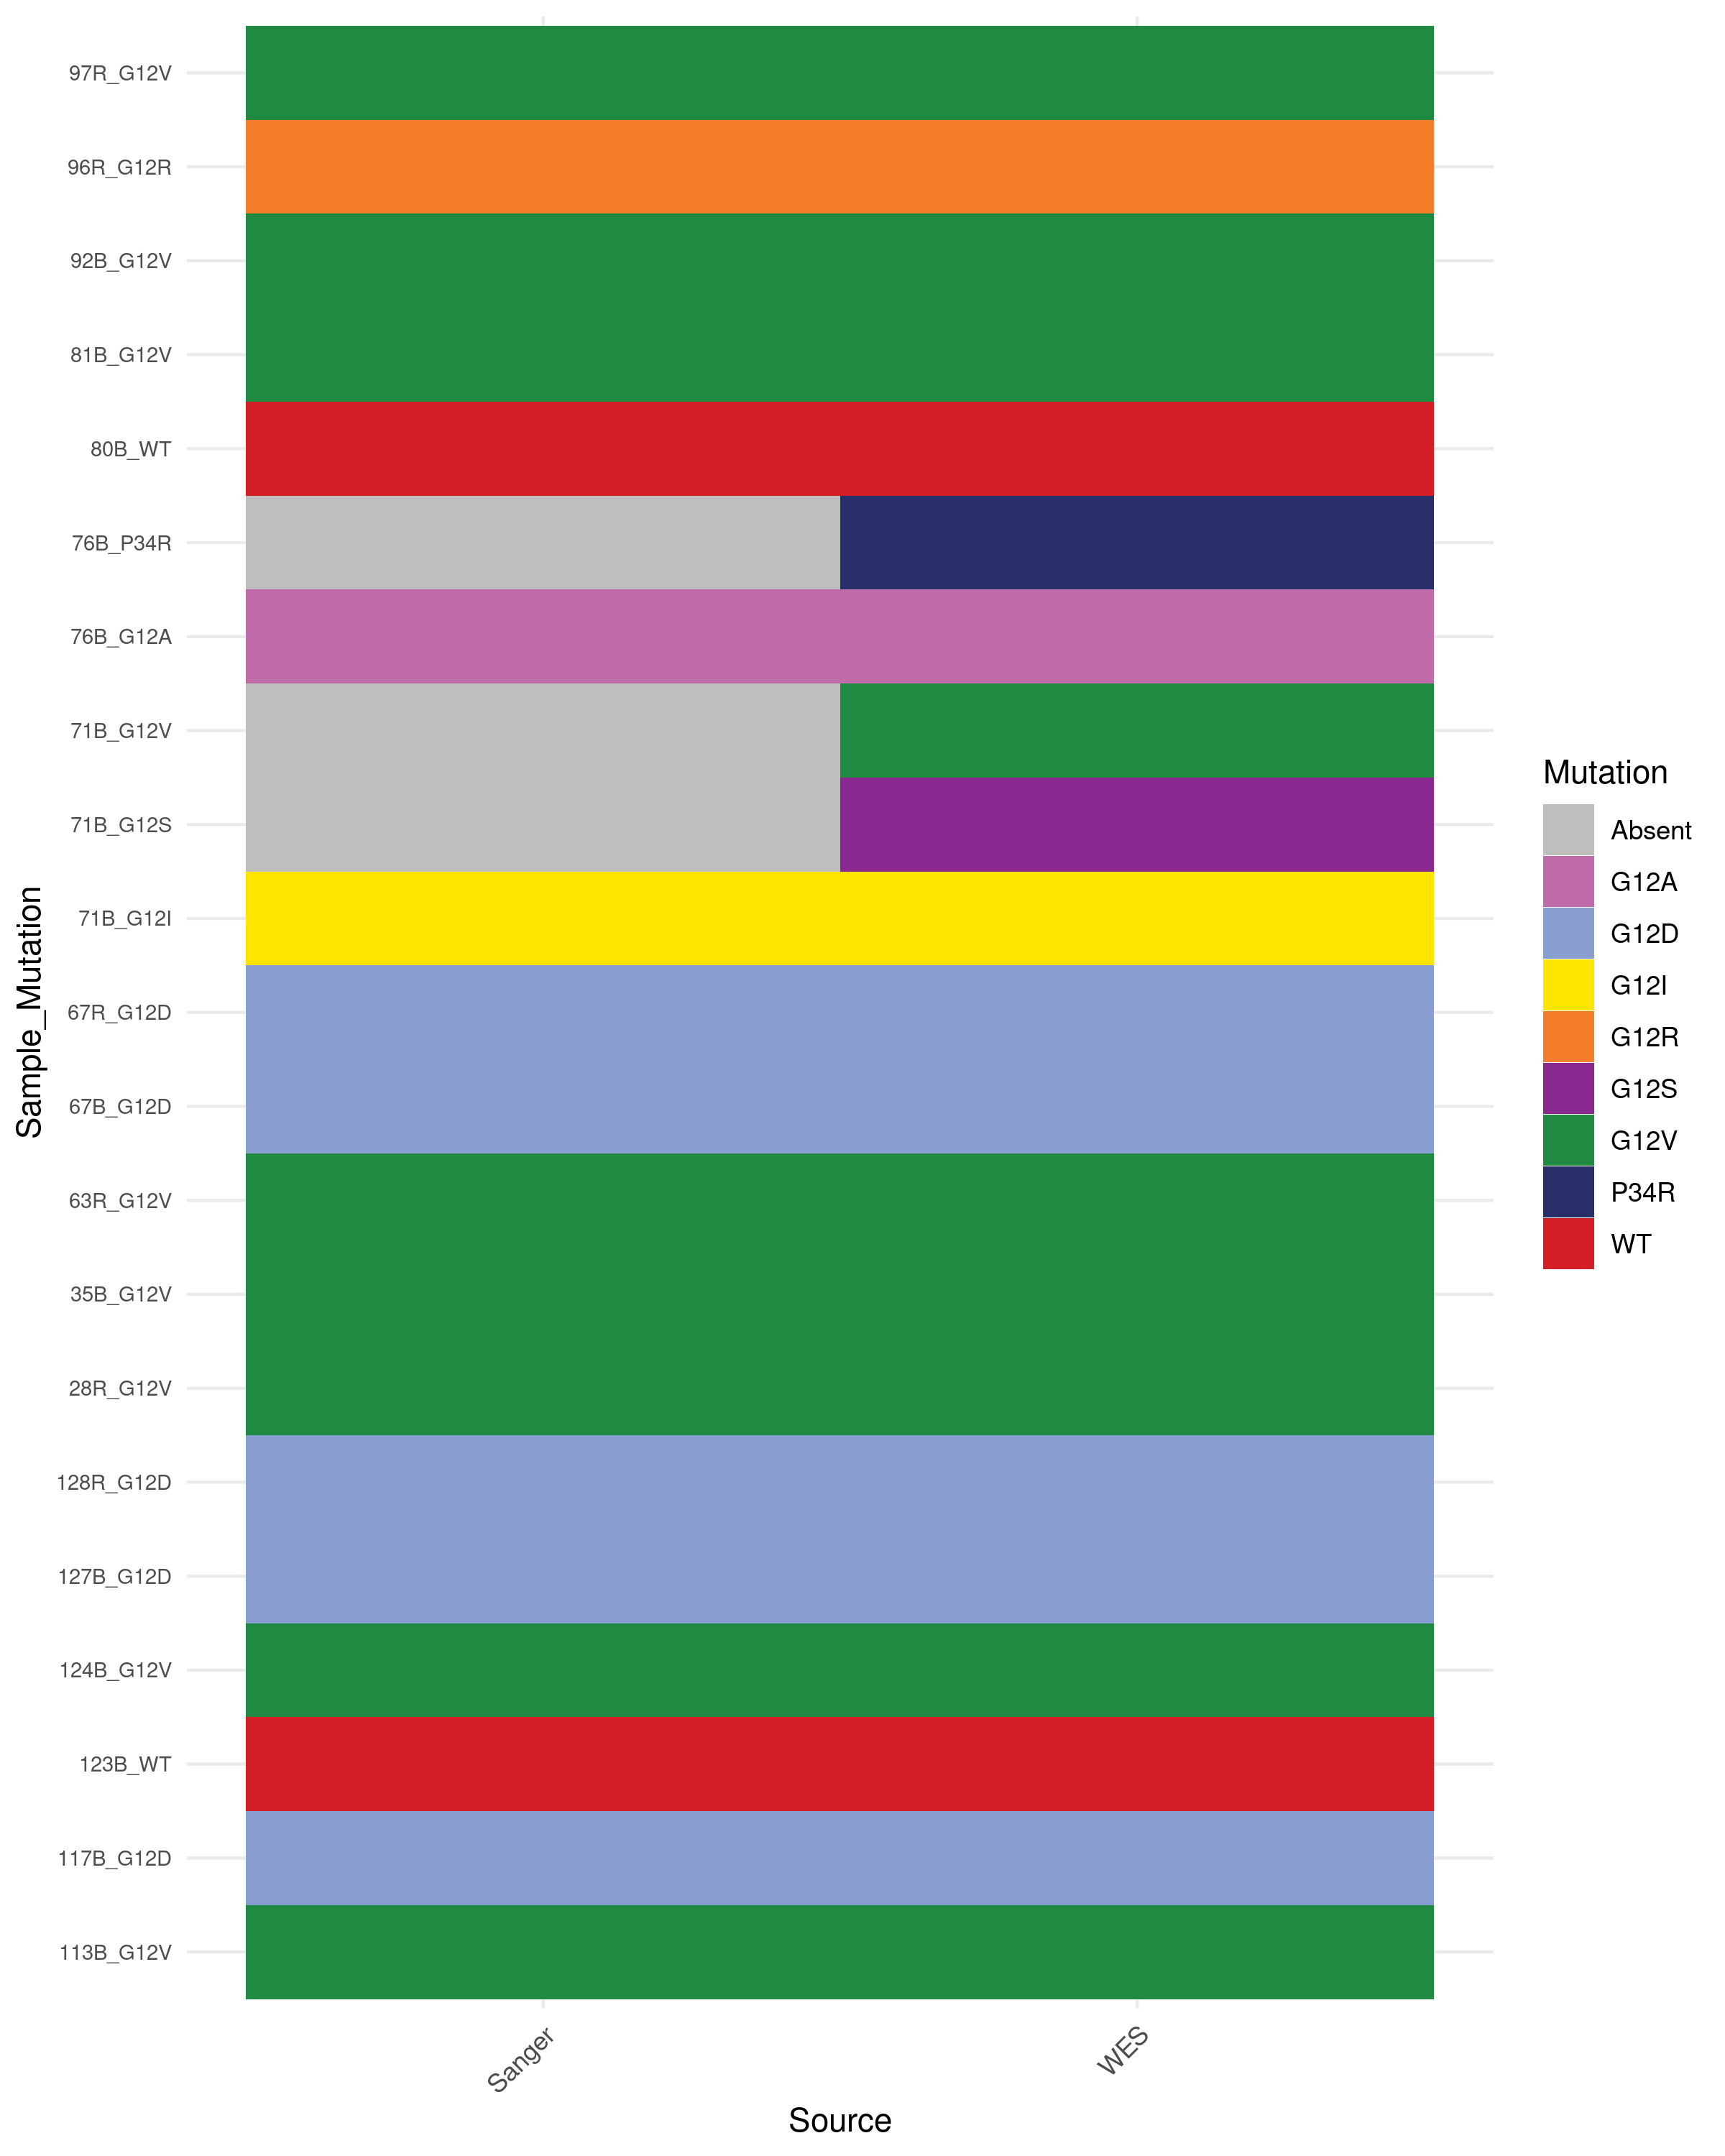 97R_G12V
96R_G12R
92B_G12V
81B_G12V
80B_WT
76B_P34R
76B_G12A
71B_G12V
71B_G12S
71B_G12I
67R_G12D
67B_G12D
63R_G12V
35B_G12V
28R_G12V
128R_G12D
127B_G12D
124B_G12V
123B_WT
117B_G12D
113B_G12V
Sample_Mutation
Sanger
WES
Source
Mutation
Absent
G12A
G12D
G12I
G12R
G12S
G12V
P34R
WT